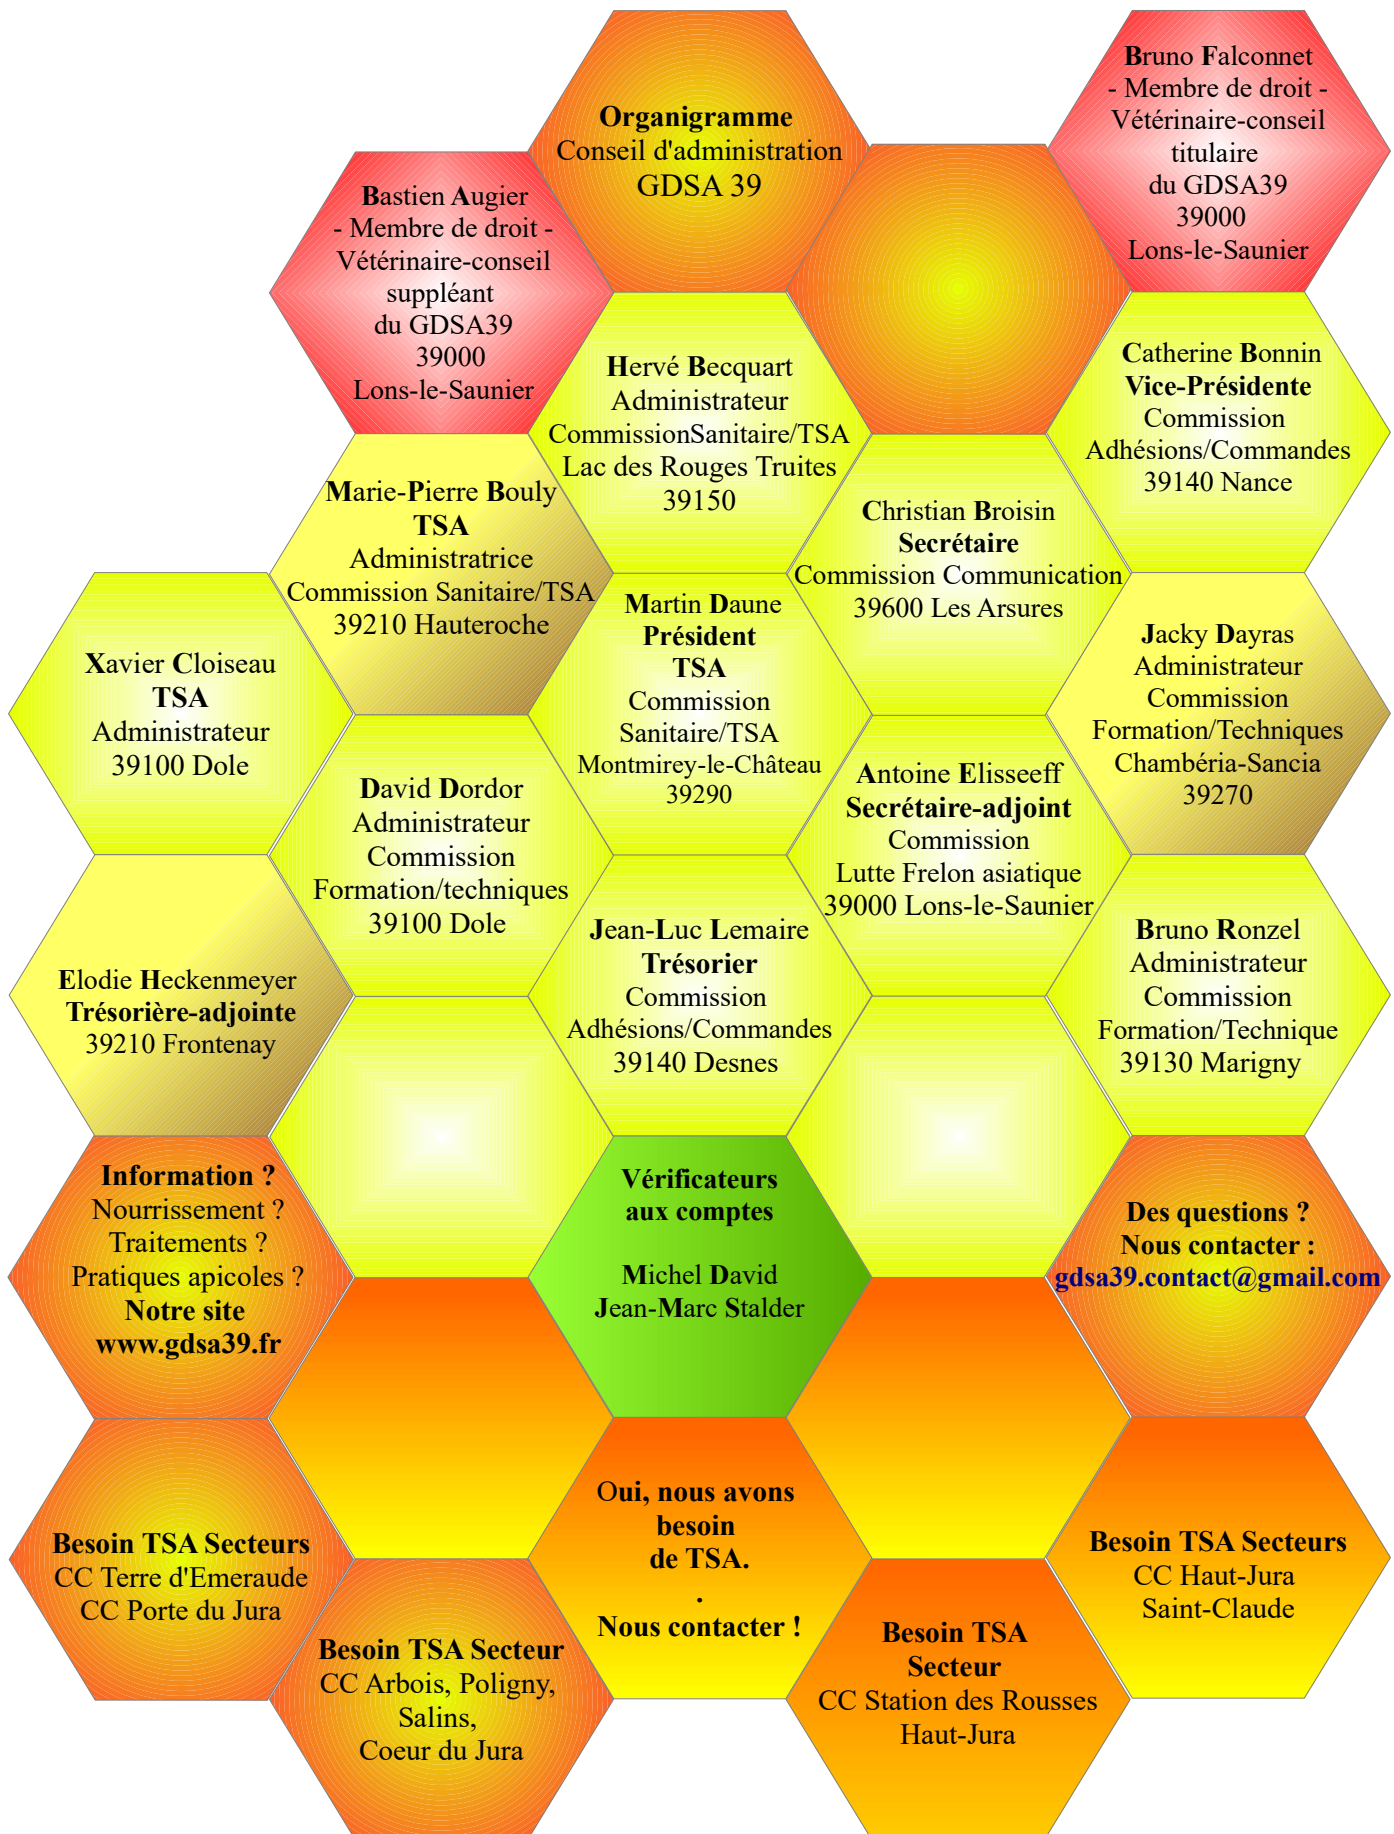 Organigramme
Conseil d'administration
GDSA 39
Bruno Falconnet
- Membre de droit -
Vétérinaire-conseil
titulaire
du GDSA39
39000
Lons-le-Saunier
Bastien Augier
- Membre de droit -
Vétérinaire-conseil
suppléant
du GDSA39
39000
Lons-le-Saunier
Hervé Becquart
Administrateur
CommissionSanitaire/TSA
Lac des Rouges Truites
39150
Catherine Bonnin
Vice-Présidente
Commission
Adhésions/Commandes
39140 Nance
Marie-Pierre Bouly
TSA
Administratrice
Commission Sanitaire/TSA
39210 Hauteroche
Christian Broisin
Secrétaire
Commission Communication
39600 Les Arsures
Xavier Cloiseau
TSA
Administrateur
39100 Dole
Martin Daune
Président
TSA
Commission
Sanitaire/TSA
Montmirey-le-Château
39290
Jacky Dayras
Administrateur
Commission
Formation/Techniques
Chambéria-Sancia
39270
David Dordor
Administrateur
Commission
Formation/techniques
39100 Dole
Antoine Elisseeff
Secrétaire-adjoint
Commission
Lutte Frelon asiatique
39000 Lons-le-Saunier
Elodie Heckenmeyer
Trésorière-adjointe
39210 Frontenay
Jean-Luc Lemaire
Trésorier
Commission
Adhésions/Commandes
39140 Desnes
Bruno Ronzel
Administrateur
Commission
Formation/Technique
39130 Marigny
Information ?
Nourrissement ?
Traitements ?
Pratiques apicoles ?
Notre site
www.gdsa39.fr
Vérificateurs
aux comptes
Michel David
Jean-Marc Stalder
Des questions ?
Nous contacter :
gdsa39.contact@gmail.com
Besoin TSA Secteurs
CC Terre d'Emeraude
CC Porte du Jura
Besoin TSA Secteur
CC Arbois, Poligny,
Salins,
Coeur du Jura
Oui, nous avons
besoin
de TSA.
.
Nous contacter !
Besoin TSA
Secteur
CC Station des Rousses
Haut-Jura
Besoin TSA Secteurs
CC Haut-Jura
Saint-Claude